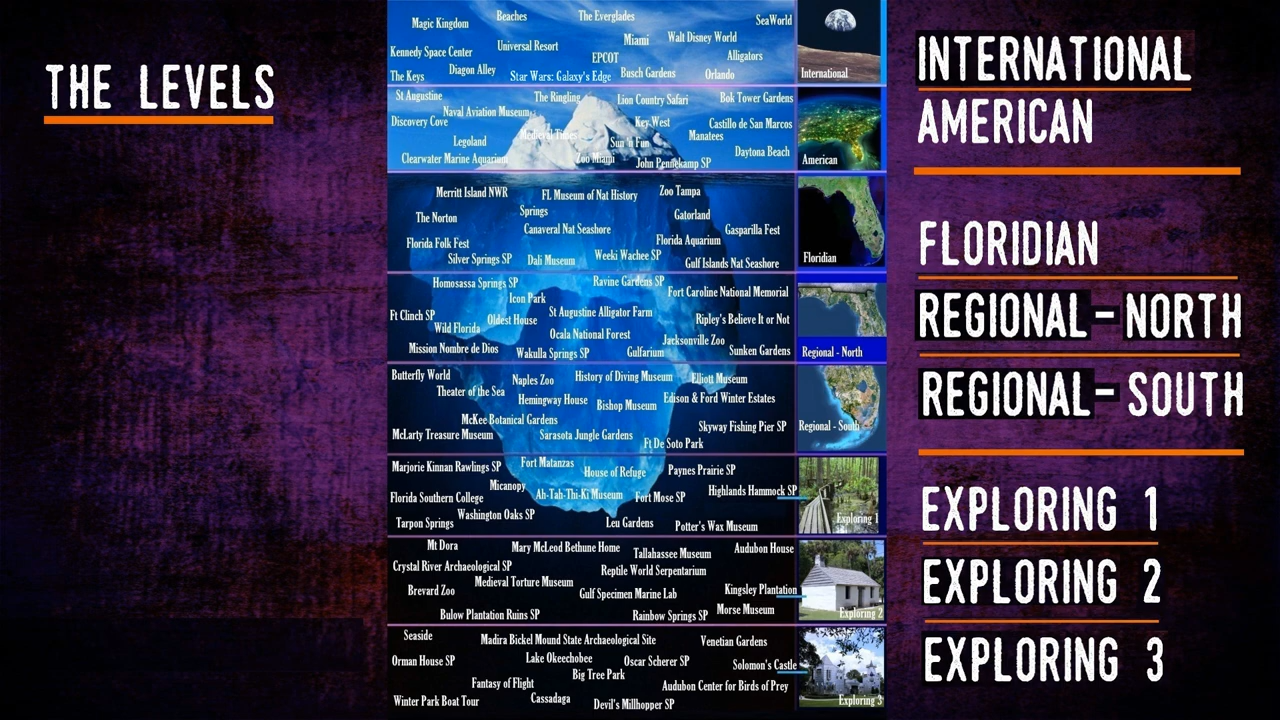 THE LEVELS
Magic Kingdom
Beaches
The Everglades
SeaWorld
Kennedy Space Center
Universal Resort
Miami
Walt Disney World
EPCOT
Alligators
The Keys
Diagon Alley
Star Wars: Galaxy's Edge
Busch Gardens
Orlando
International
St Augustine
The Ringling
Lion Country Safari
Bok Tower Gardens
Naval Aviation Museum
Discovery Cove
Key West
Castillo de San Marcos
Medieval Times
Manatees
Legoland
Sun 'n Fun
Daytona Beach
Clearwater Marine Aquarium
Zoo Miami
John Pennekamp SP
American
Merritt Island NWR
FL Museum of Nat History
Zoo Tampa
The Norton
Springs
Gatorland
Canaveral Nat Seashore
Gasparilla Fest
Florida Folk Fest
Florida Aquarium
Silver Springs SP
Dali Museum
Weeki Wachee SP
Gulf Islands Nat Seashore
Floridian
Homosassa Springs SP
Ravine Gardens SP
Icon Park
Fort Caroline National Memorial
Ft Clinch SP
Oldest House
St Augustine Alligator Farm
Ripley's Believe It or Not
Wild Florida
Ocala National Forest
Jacksonville Zoo
Mission Nombre de Dios
Wakulla Springs SP
Gulfarium
Sunken Gardens
Regional - North
Butterfly World
Naples Zoo
History of Diving Museum
Elliott Museum
Theater of the Sea
Hemingway House
Bishop Museum
Edison & Ford Winter Estates
McKee Botanical Gardens
Skyway Fishing Pier SP
McLarty Treasure Museum
Sarasota Jungle Gardens
Ft De Soto Park
Regional - South
Marjorie Kinnan Rawlings SP
Fort Matanzas
House of Refuge
Paynes Prairie SP
Micanopy
Florida Southern College
Ah-Tah-Thi-Ki Museum
Fort Mose SP
Highlands Hammock SP
Washington Oaks SP
Tarpon Springs
Leu Gardens
Potter's Wax Museum
Exploring 1
Mt Dora
Mary McLeod Bethune Home
Tallahassee Museum
Audubon House
Crystal River Archaeological SP
Reptile World Serpentarium
Medieval Torture Museum
Brevard Zoo
Gulf Specimen Marine Lab
Kingsley Plantation
Bulow Plantation Ruins SP
Rainbow Springs SP
Morse Museum
Exploring 2
Seaside
Madira Bickel Mound State Archaeological Site
Venetian Gardens
Orman House SP
Lake Okeechobee
Oscar Scherer SP
Solomon's Castle
Big Tree Park
Fantasy of Flight
Audubon Center for Birds of Prey
Winter Park Boat Tour
Cassadaga
Devil's Millhopper SP
Exploring 3
INTERNATIONAL
AMERICAN
FLORIDIAN
REGIONAL-NORTH
REGIONAL-SOUTH
EXPLORING 1
EXPLORING 2
EXPLORING 3